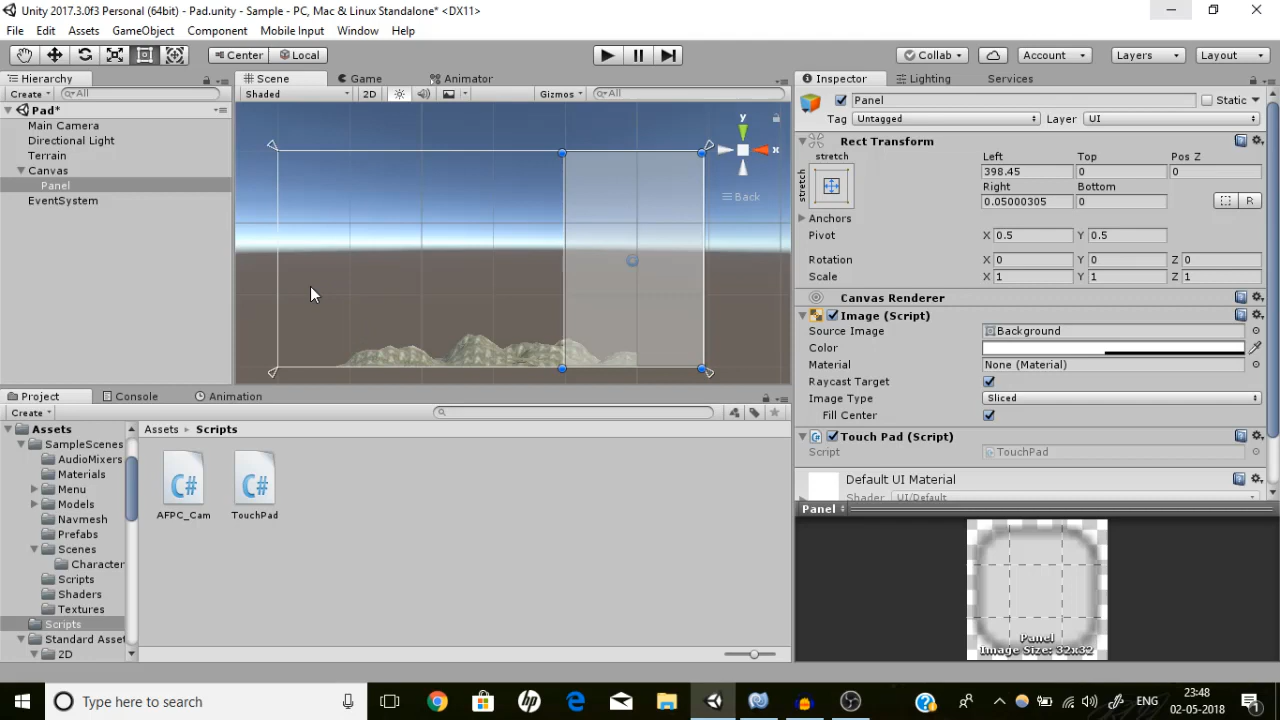 Unity 2017.3.0f3 Personal (64bit) - Pad.unity - Sample - PC, Mac & Linux Standalone* <DX11>
File Edit Assets GameObject Component Mobile Input Window Help
Center Local Collab Account Layers Layout
Hierarchy
Create All
Pad*
Main Camera
Directional Light
Terrain
Canvas
Panel
EventSystem
Scene Game Animator
Shaded 2D Gizmos All
y
x
Back
Inspector Lighting Services
Panel Static
Tag Untagged Layer UI
Rect Transform
stretch
stretch
Left Top Pos Z
398.45 0 0
Right Bottom
0.05000305 0
R
Anchors
Pivot X 0.5 Y 0.5
Rotation X 0 Y 0 Z 0
Scale X 1 Y 1 Z 1
Canvas Renderer
Image (Script)
Source Image Background
Color
Material None (Material)
Raycast Target
Image Type Sliced
Fill Center
Touch Pad (Script)
Script TouchPad
Default UI Material
Shader UI/Default
Panel
Panel
Image Size: 32x32
Project Console Animation
Create
Assets
SampleScenes
AudioMixers
Materials
Menu
Models
Navmesh
Prefabs
Scenes
Character
Scripts
Shaders
Textures
Scripts
Standard Asset
2D
Assets Scripts
C# C#
AFPC_Cam TouchPad
Type here to search
ENG
23:48
02-05-2018